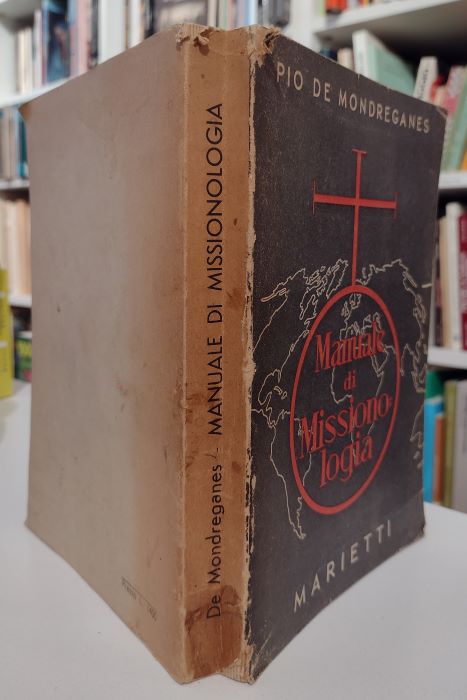 PIO DE MONDREGANES
Manuale
di
Missiono-
logia
MARIETTI
De Mondreganes - MANUALE DI MISSIONOLOGIA